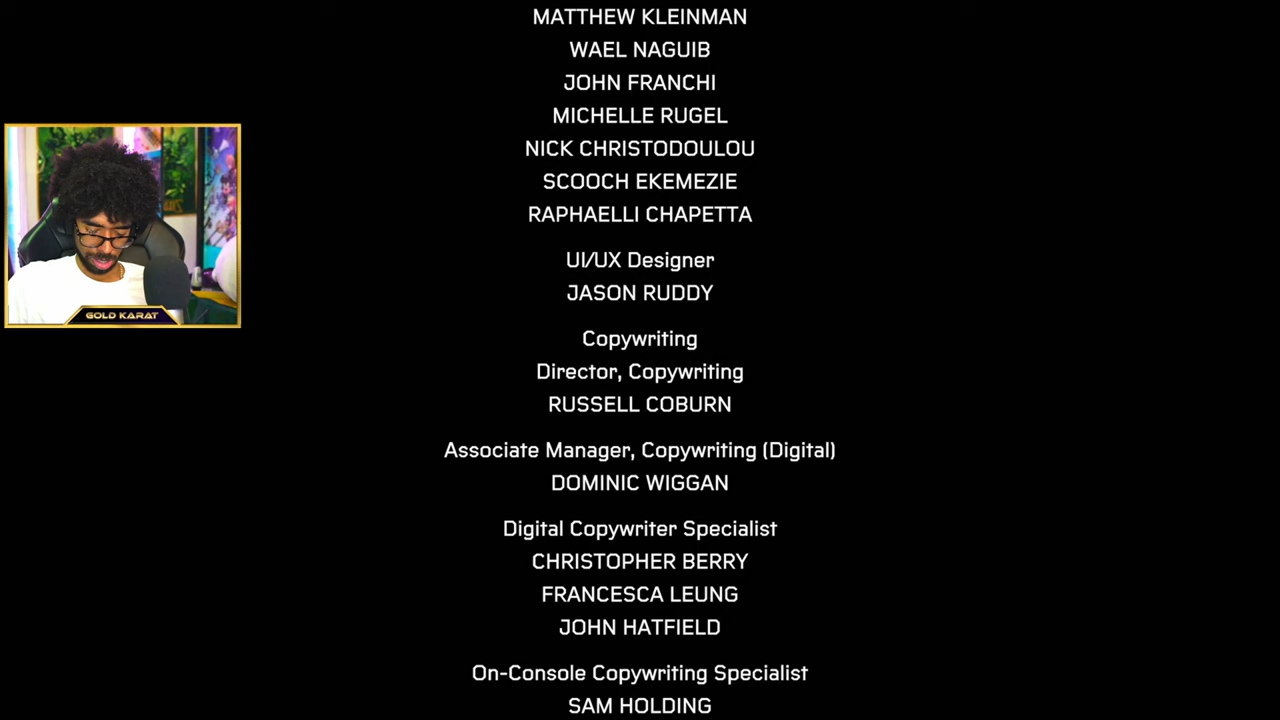 MATTHEW KLEINMAN
WAEL NAGUIB
JOHN FRANCHI
MICHELLE RUGEL
NICK CHRISTODOULOU
SCOOCH EKEMEZIE
RAPHAELLI CHAPETTA
UI/UX Designer
JASON RUDDY
Copywriting
Director, Copywriting
RUSSELL COBURN
Associate Manager, Copywriting (Digital)
DOMINIC WIGGAN
Digital Copywriter Specialist
CHRISTOPHER BERRY
FRANCESCA LEUNG
JOHN HATFIELD
On-Console Copywriting Specialist
SAM HOLDING
GOLD KARAT